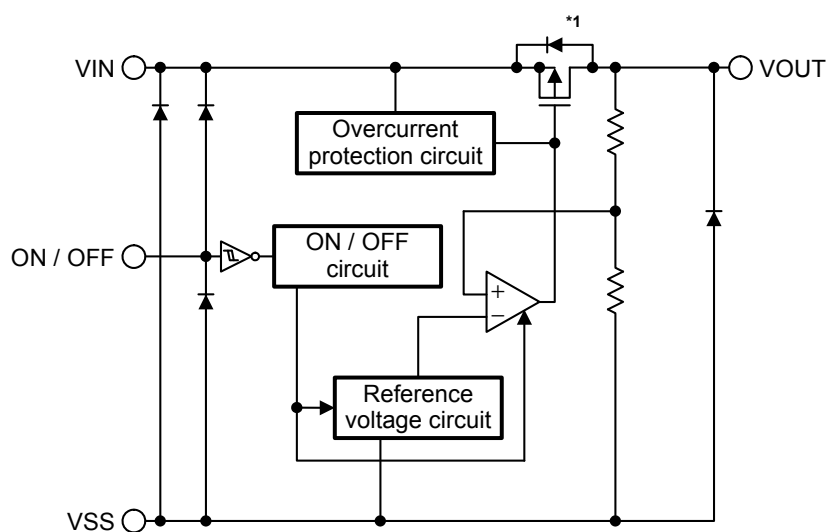 *1
VIN
VOUT
Overcurrent
protection circuit
ON / OFF
ON / OFF
circuit
+
−
Reference
voltage circuit
VSS